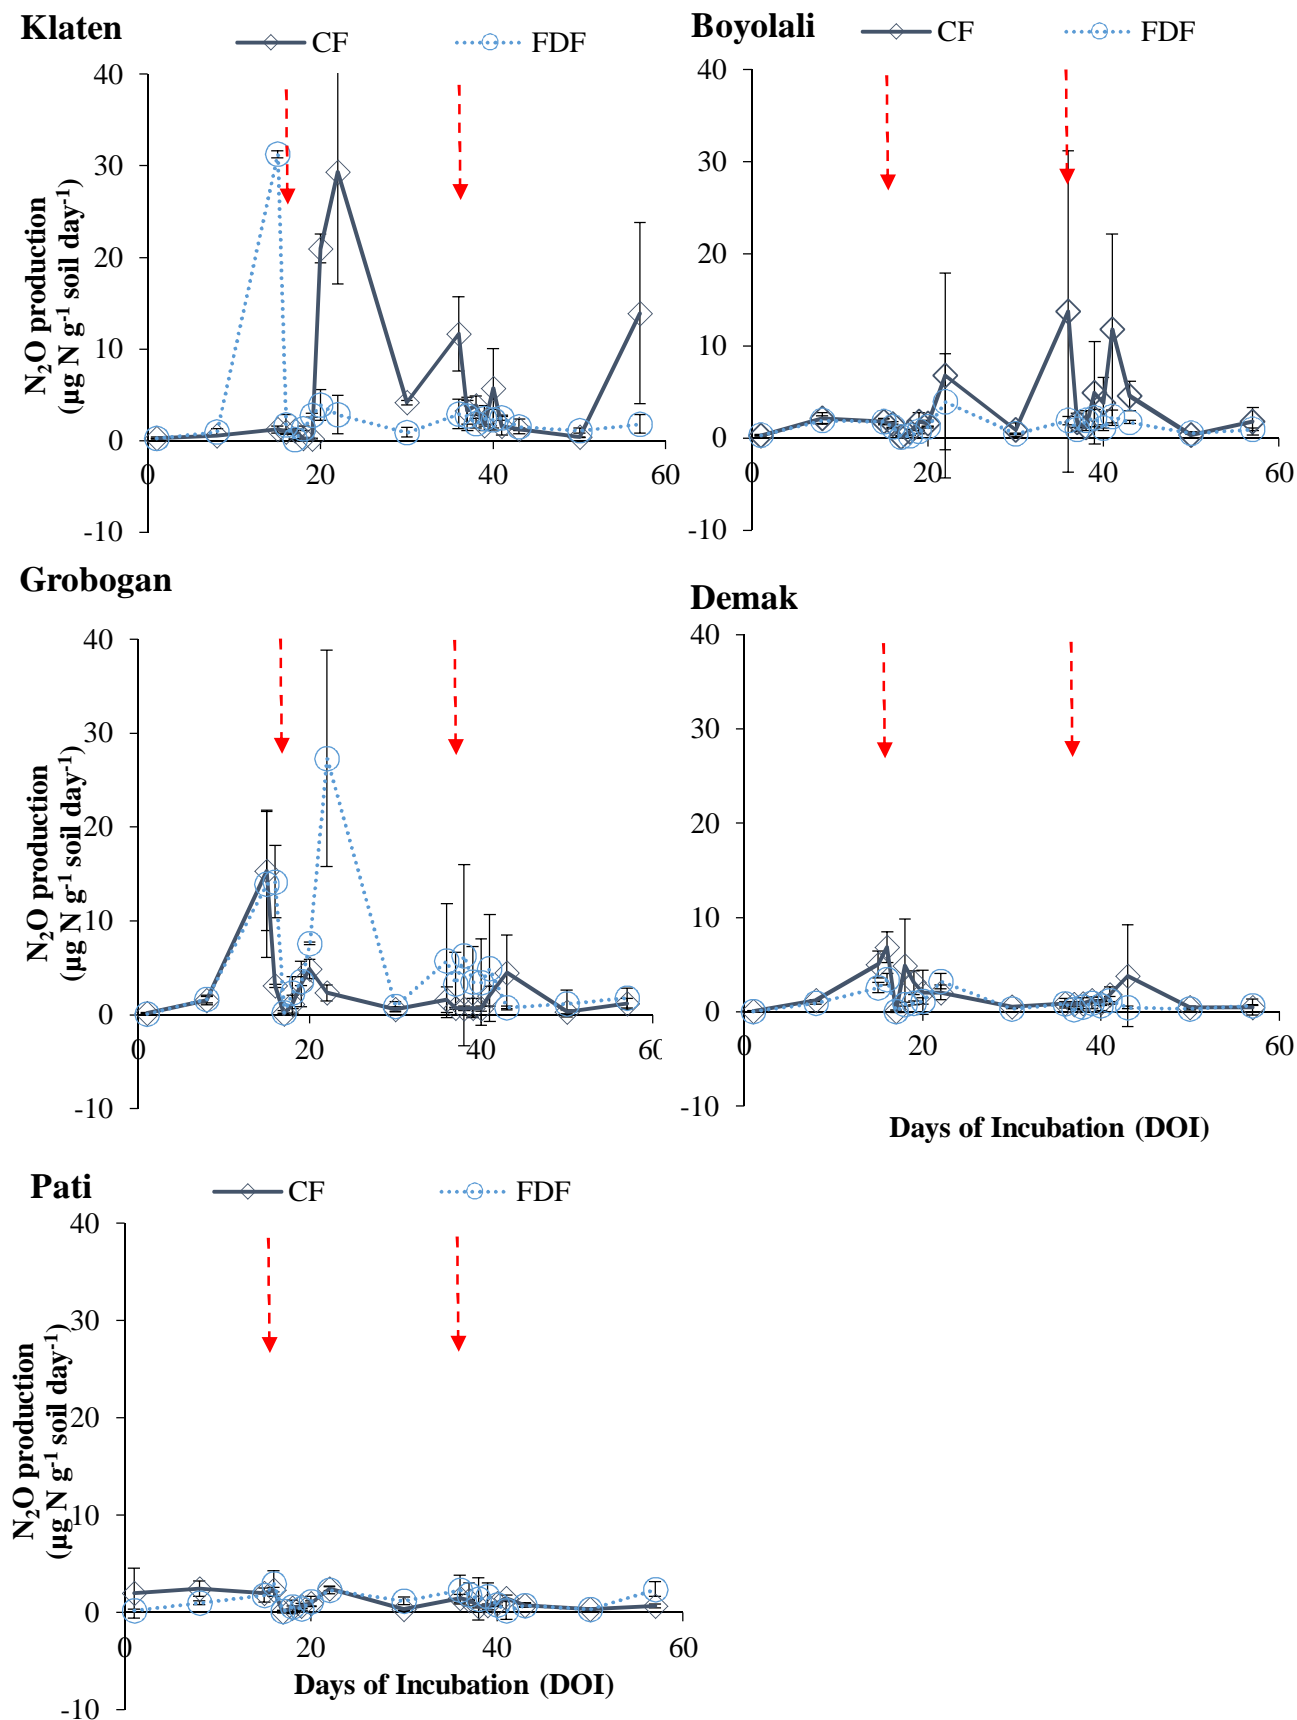 Klaten
CF
FDF
N₂O production
(µg N g⁻¹ soil day⁻¹)
40
30
20
10
0
-10
0
20
40
60
Boyolali
CF
FDF
40
30
20
10
0
-10
0
20
40
60
Grobogan
N₂O production
(µg N g⁻¹ soil day⁻¹)
40
30
20
10
0
-10
0
20
40
60
Demak
40
30
20
10
0
-10
0
20
40
60
Days of Incubation (DOI)
Pati
CF
FDF
N₂O production
(µg N g⁻¹ soil day⁻¹)
40
30
20
10
0
-10
0
20
40
60
Days of Incubation (DOI)